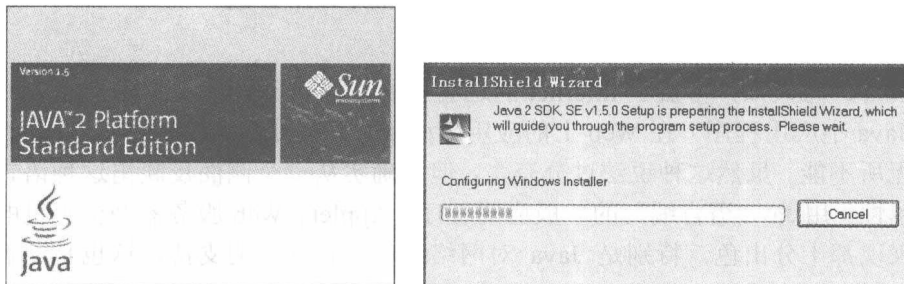 Version 1.5
Sun
microsystems
JAVA™2 Platform
Standard Edition
Java
InstallShield Wizard
Java 2 SDK, SE v1.5.0 Setup is preparing the InstallShield Wizard, which
will guide you through the program setup process. Please wait.
Configuring Windows Installer
Cancel